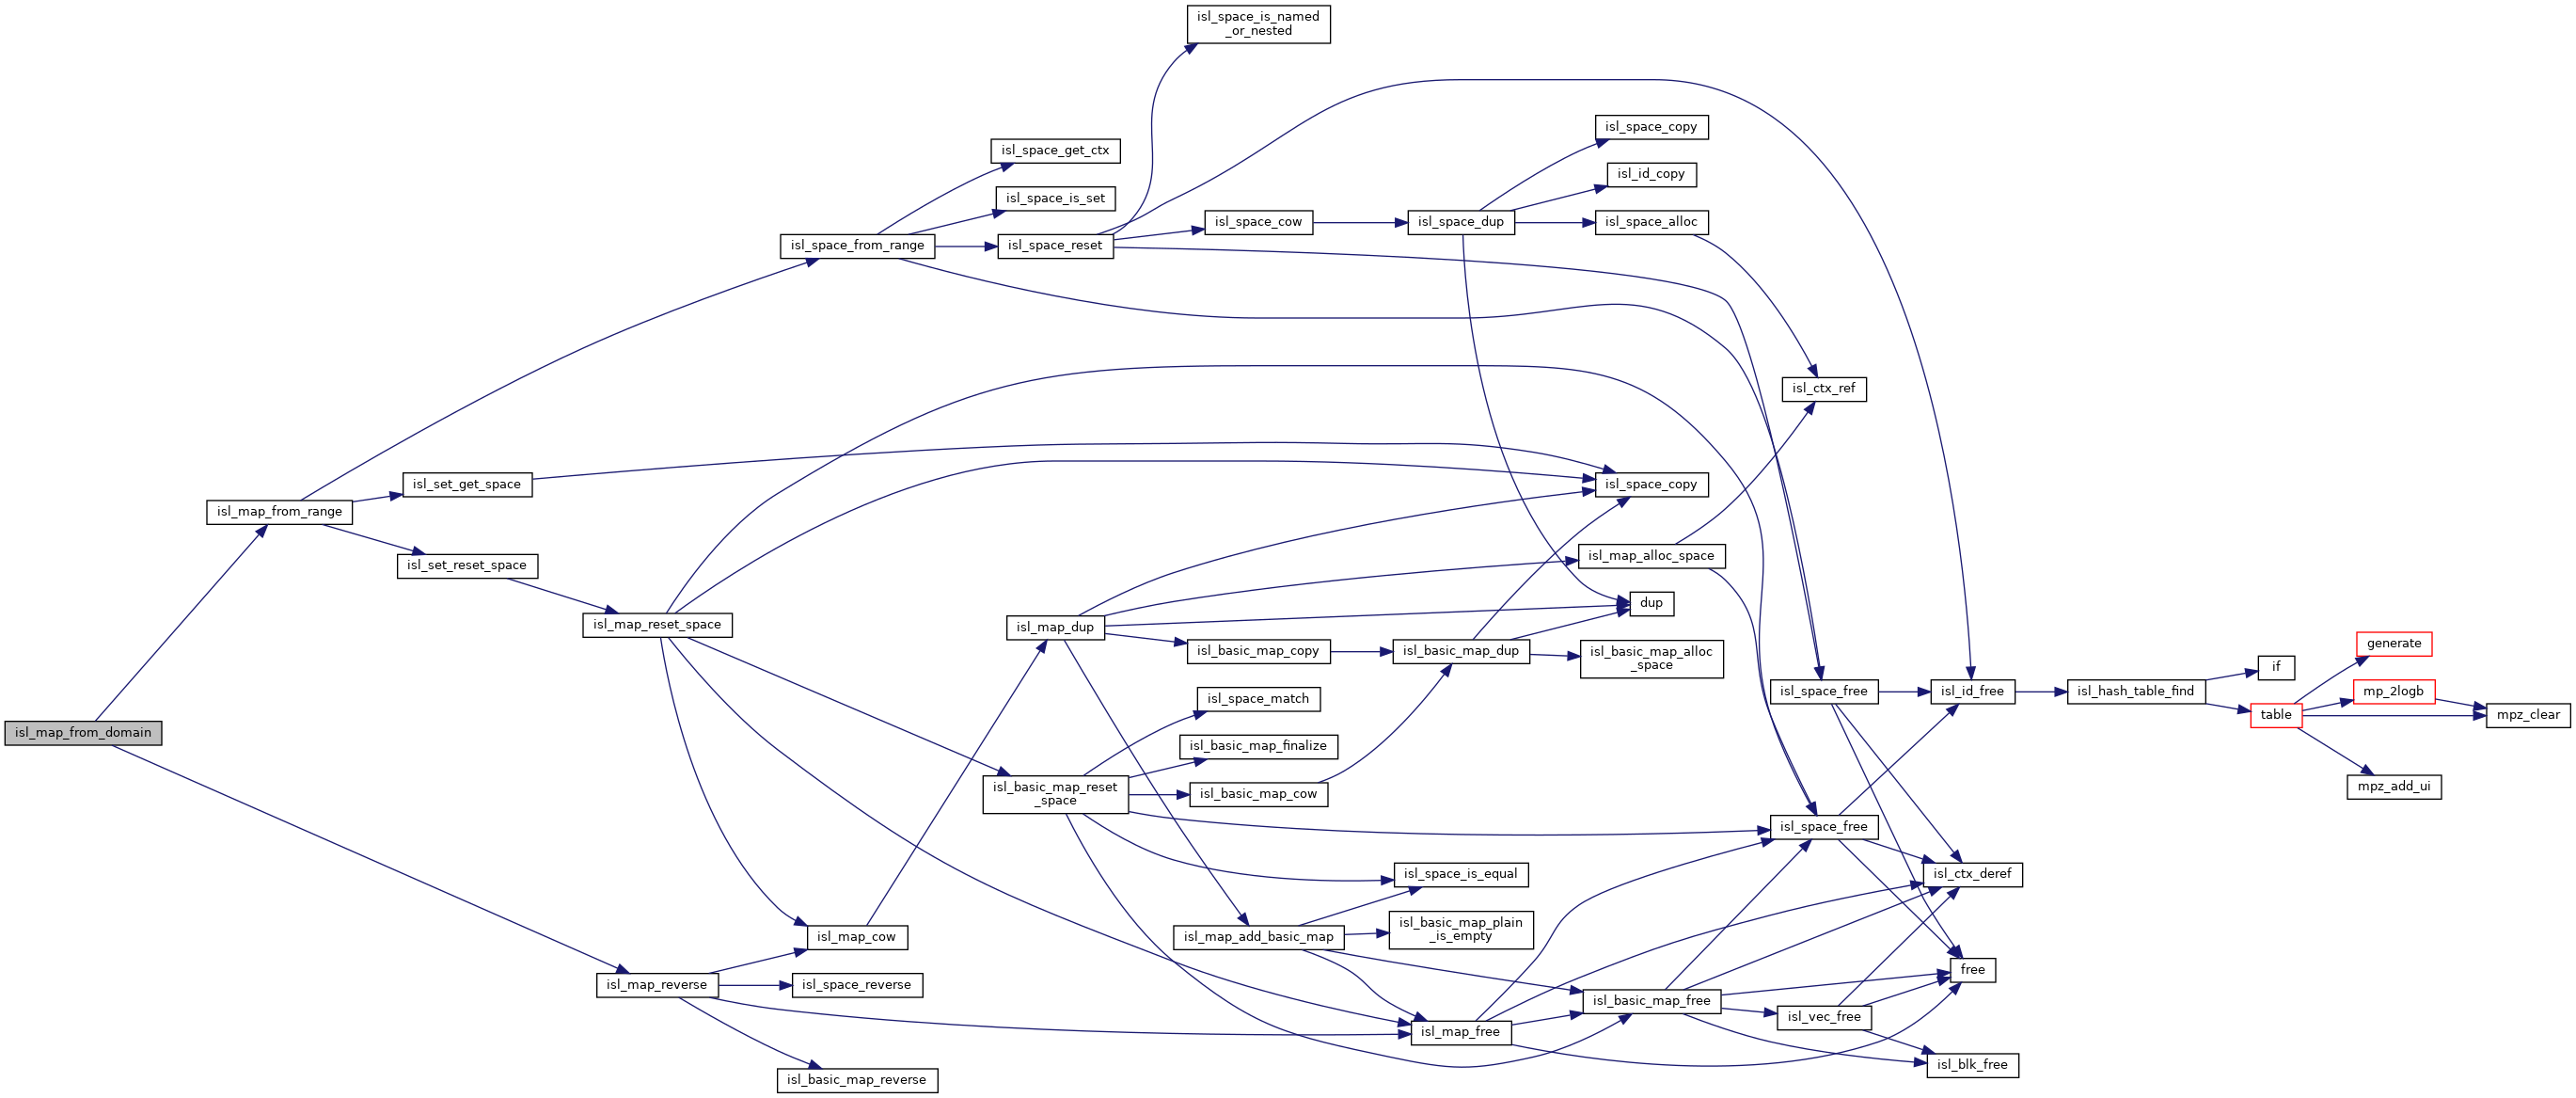 isl_space_is_named
_or_nested
isl_space_copy
isl_space_get_ctx
isl_id_copy
isl_space_is_set
isl_space_cow
isl_space_dup
isl_space_alloc
isl_space_from_range
isl_space_reset
isl_ctx_ref
isl_set_get_space
isl_space_copy
isl_map_from_range
isl_map_alloc_space
isl_set_reset_space
dup
isl_map_reset_space
isl_map_dup
isl_basic_map_copy
isl_basic_map_dup
isl_basic_map_alloc
_space
generate
if
isl_space_free
isl_id_free
isl_hash_table_find
mp_2logb
isl_space_match
table
mpz_clear
isl_map_from_domain
isl_basic_map_finalize
isl_basic_map_reset
_space
isl_basic_map_cow
mpz_add_ui
isl_space_free
isl_space_is_equal
isl_ctx_deref
isl_map_cow
isl_map_add_basic_map
isl_basic_map_plain
_is_empty
free
isl_map_reverse
isl_space_reverse
isl_basic_map_free
isl_vec_free
isl_map_free
isl_blk_free
isl_basic_map_reverse